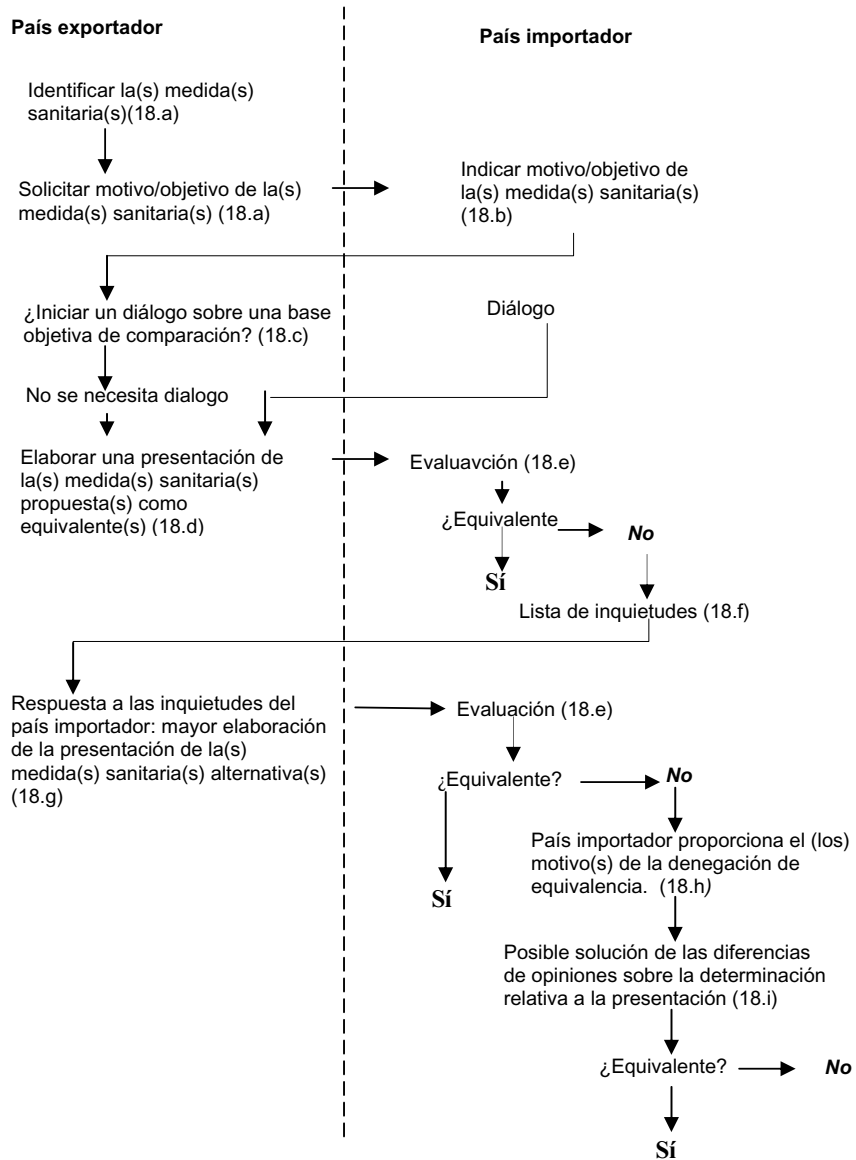 País exportador
País importador
Identificar la(s) medida(s)
sanitaria(s)(18.a)
Solicitar motivo/objetivo de la(s)
medida(s) sanitaria(s) (18.a)
Indicar motivo/objetivo de
la(s) medida(s) sanitaria(s)
(18.b)
¿Iniciar un diálogo sobre una base
objetiva de comparación? (18.c)
Diálogo
No se necesita dialogo
Elaborar una presentación de
la(s) medida(s) sanitaria(s)
propuesta(s) como
equivalente(s) (18.d)
Evaluavción (18.e)
¿Equivalente
No
Sí
Lista de inquietudes (18.f)
Respuesta a las inquietudes del
país importador: mayor elaboración
de la presentación de la(s)
medida(s) sanitaria(s) alternativa(s)
(18.g)
Evaluación (18.e)
¿Equivalente?
No
Sí
País importador proporciona el (los)
motivo(s) de la denegación de
equivalencia. (18.h)
Posible solución de las diferencias
de opiniones sobre la determinación
relativa a la presentación (18.i)
¿Equivalente?
No
Sí